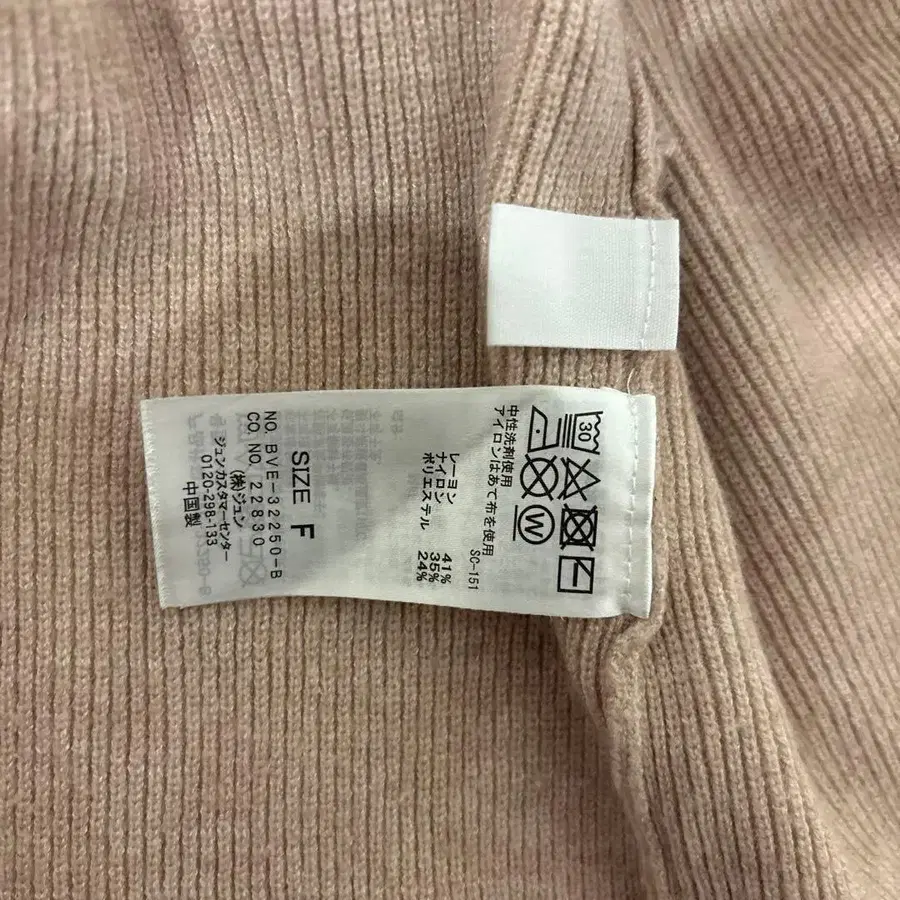 30
W
中性洗剤使用
アイロンはあて布を使用
SC-151
レーヨン 41%
ナイロン 35%
ポリエステル 24%
SIZE F
NO. BVE-32250-B
CO. NO. 22830
(株)ジュン
ジュンカスタマーセンター
0120-298-133
中国製